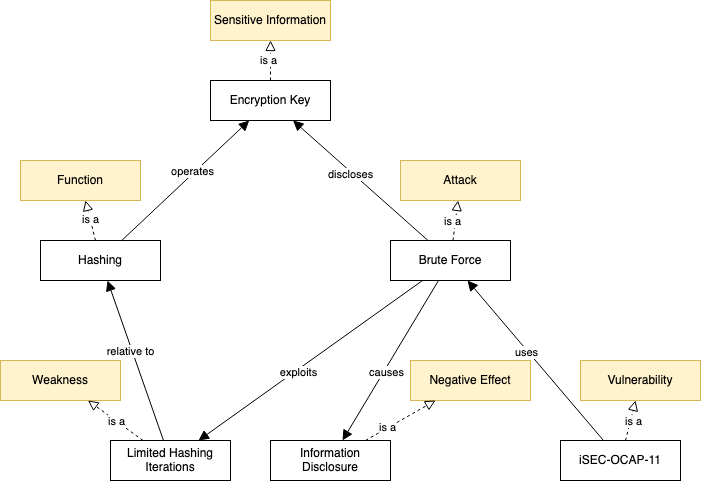 Sensitive Information
is a
Encryption Key
operates
discloses
Function
Attack
is a
is a
Hashing
Brute Force
relative to
exploits
causes
uses
Weakness
Negative Effect
Vulnerability
is a
is a
is a
Limited Hashing
Iterations
Information
Disclosure
iSEC-OCAP-11